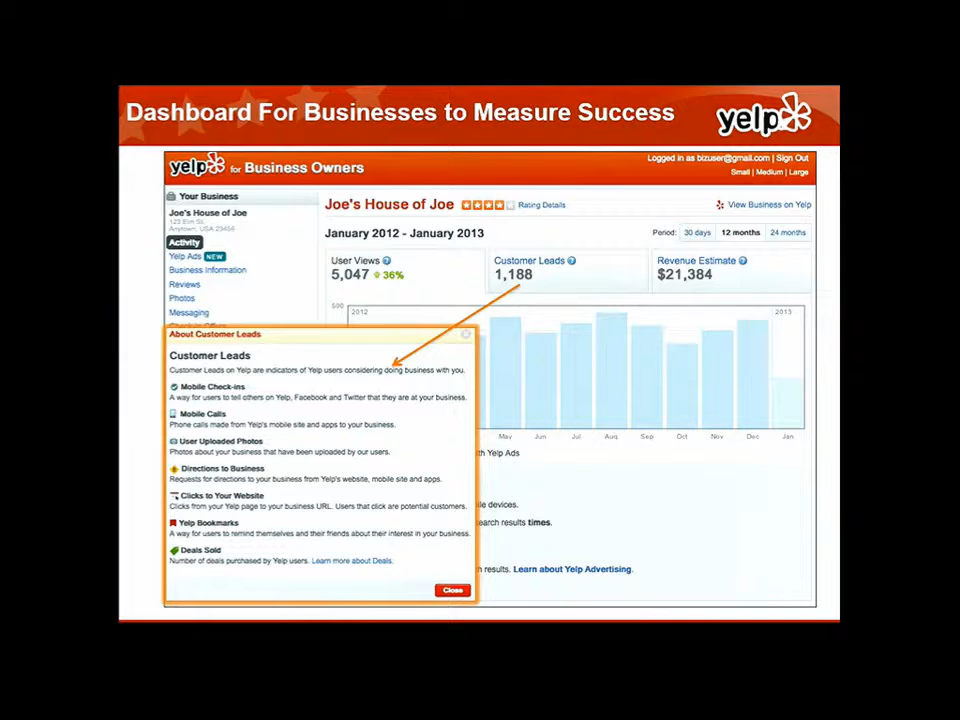 Dashboard For Businesses to Measure Success
yelp
yelp for Business Owners
Logged in as bizuser@gmail.com | Sign Out
Small | Medium | Large
Your Business
Joe's House of Joe
123 Elm St.
Anytown, USA 23456
Activity
Yelp Ads NEW
Business Information
Reviews
Photos
Messaging
Joe's House of Joe Rating Details
View Business on Yelp
January 2012 - January 2013
Period: 30 days 12 months 24 months
User Views
5,047 36%
Customer Leads
1,188
Revenue Estimate
$21,384
500
2012
2013
May Jun Jul Aug Sep Oct Nov Dec Jan
About Customer Leads
Customer Leads
Customer Leads on Yelp are indicators of Yelp users considering doing business with you.
Mobile Check-ins
A way for users to tell others on Yelp, Facebook and Twitter that they are at your business.
Mobile Calls
Phone calls made from Yelp's mobile site and apps to your business.
User Uploaded Photos
Photos about your business that have been uploaded by our users.
Directions to Business
Requests for directions to your business from Yelp's website, mobile site and apps.
Clicks to Your Website
Clicks from your Yelp page to your business URL. Users that click are potential customers.
Yelp Bookmarks
A way for users to remind themselves and their friends about their interest in your business.
Deals Sold
Number of deals purchased by Yelp users. Learn more about Deals.
Close
with Yelp Ads
devices.
search results times.
results. Learn about Yelp Advertising.